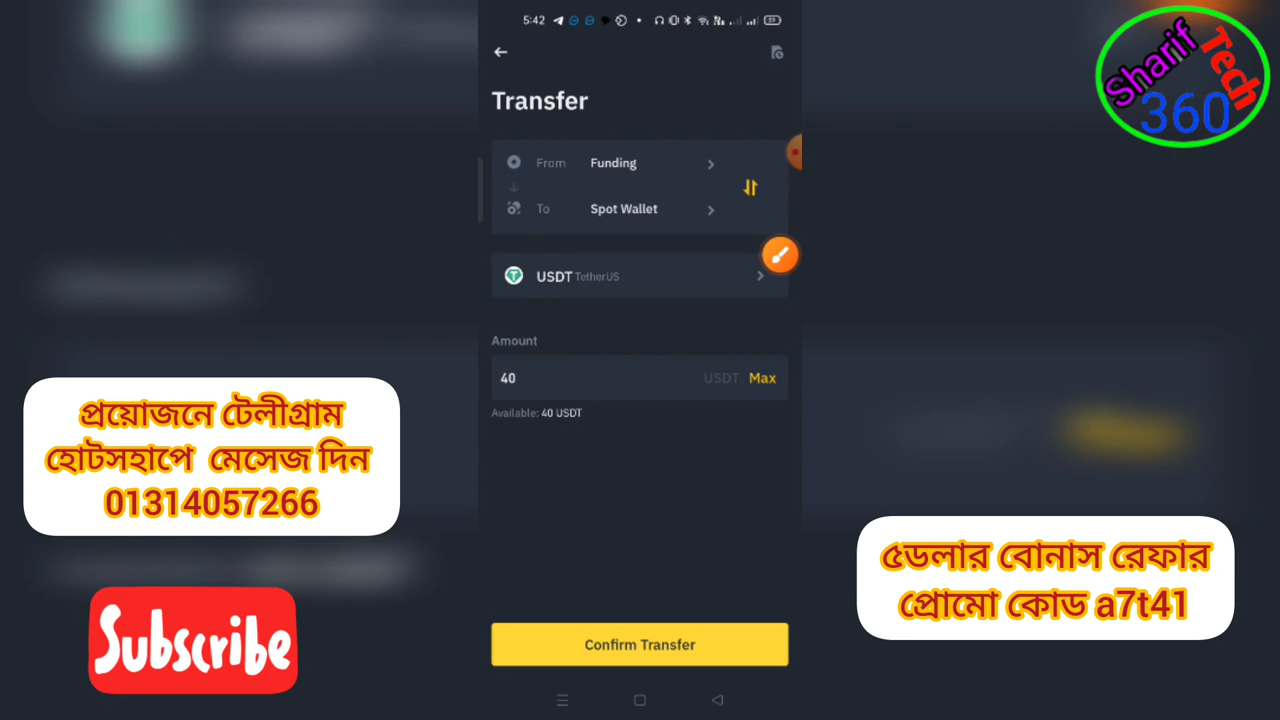 5:42
Sharif Tech
360
Transfer
From Funding
To Spot Wallet
USDT TetherUS
Amount
40 USDT Max
Available: 40 USDT
প্রয়োজনে টেলীগ্রাম
হোটসহাপে মেসেজ দিন
01314057266
৫ডলার বোনাস রেফার
প্রোমো কোড a7t41
Subscribe
Confirm Transfer